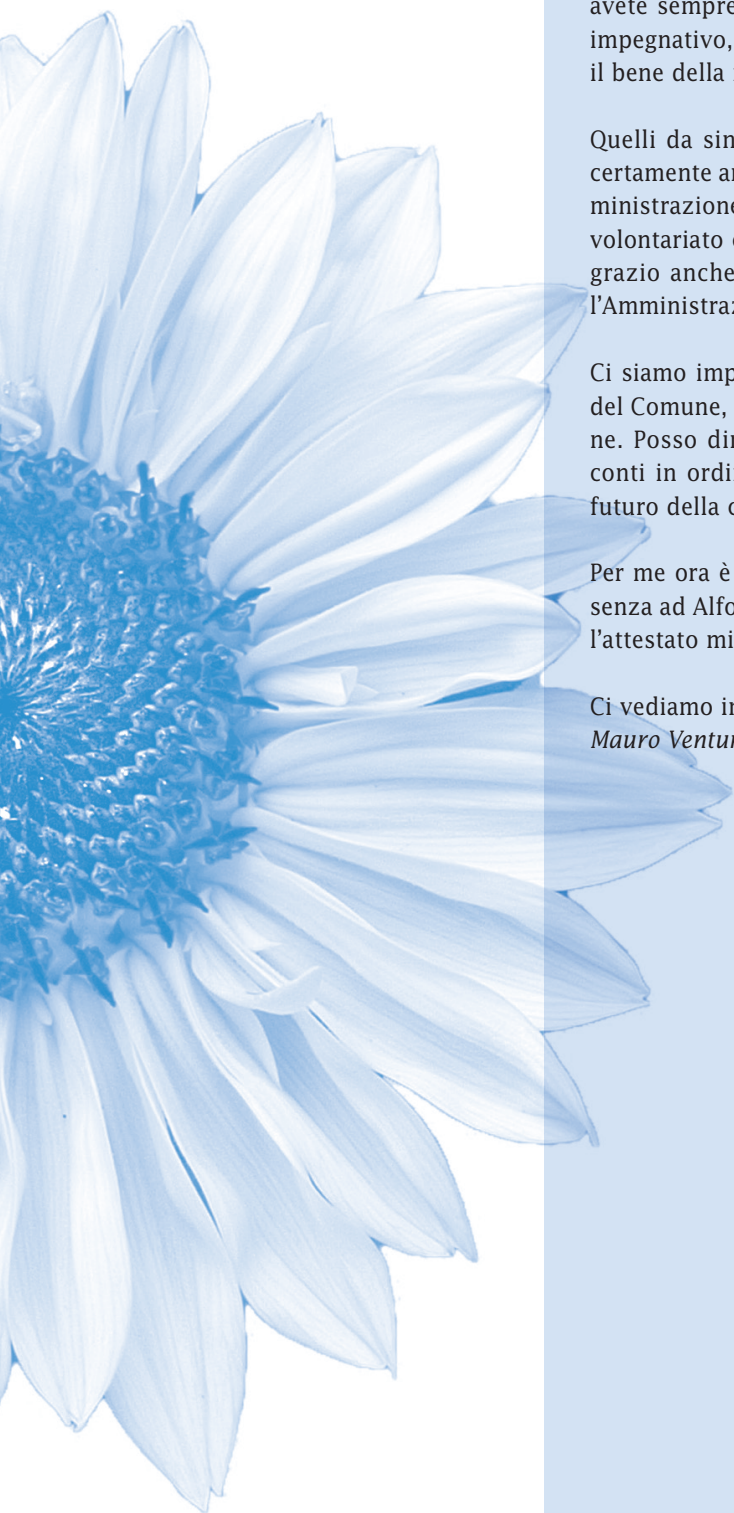 avete sempre
impegnativo,
il bene della
Quelli da sin
certamente
ministrazione
volontariato
grazio anche
l'Amministraz
Ci siamo imp
del Comune,
ne. Posso dir
conti in ordi
futuro della
Per me ora è
senza ad Alfo
l'attestato mi
Ci vediamo in
Mauro Ventur